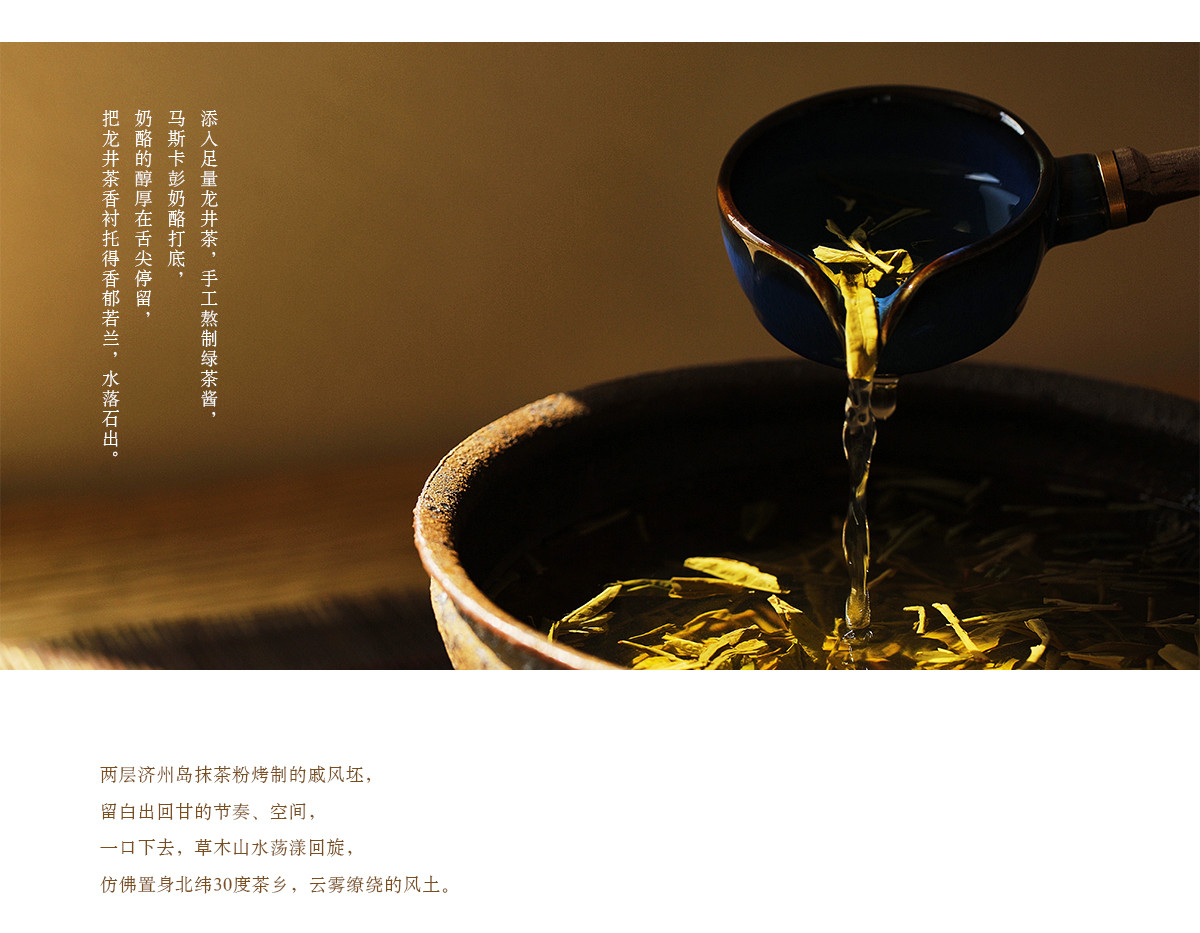 添入足量龙井茶，手工熬制绿茶酱，
马斯卡彭奶酪打底，
奶酪的醇厚在舌尖停留，
把龙井茶香衬托得香郁若兰，水落石出。
两层济州岛抹茶粉烤制的戚风坯，
留白出回甘的节奏、空间，
一口下去，草木山水荡漾回旋，
仿佛置身北纬30度茶乡，云雾缭绕的风土。